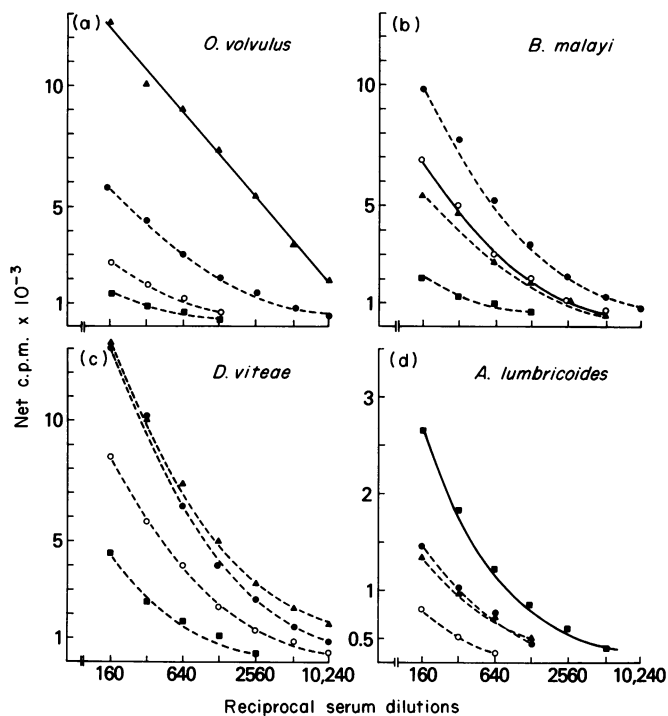 (a)
O. volvulus
10
5
1
(b)
B. malayi
10
5
1
(c)
D. viteae
10
1
160
640
2560
10,240
(d)
A. lumbricoides
3
2
1
0.5
160
640
2560
10,240
Net c.p.m. x 10⁻³
Reciprocal serum dilutions